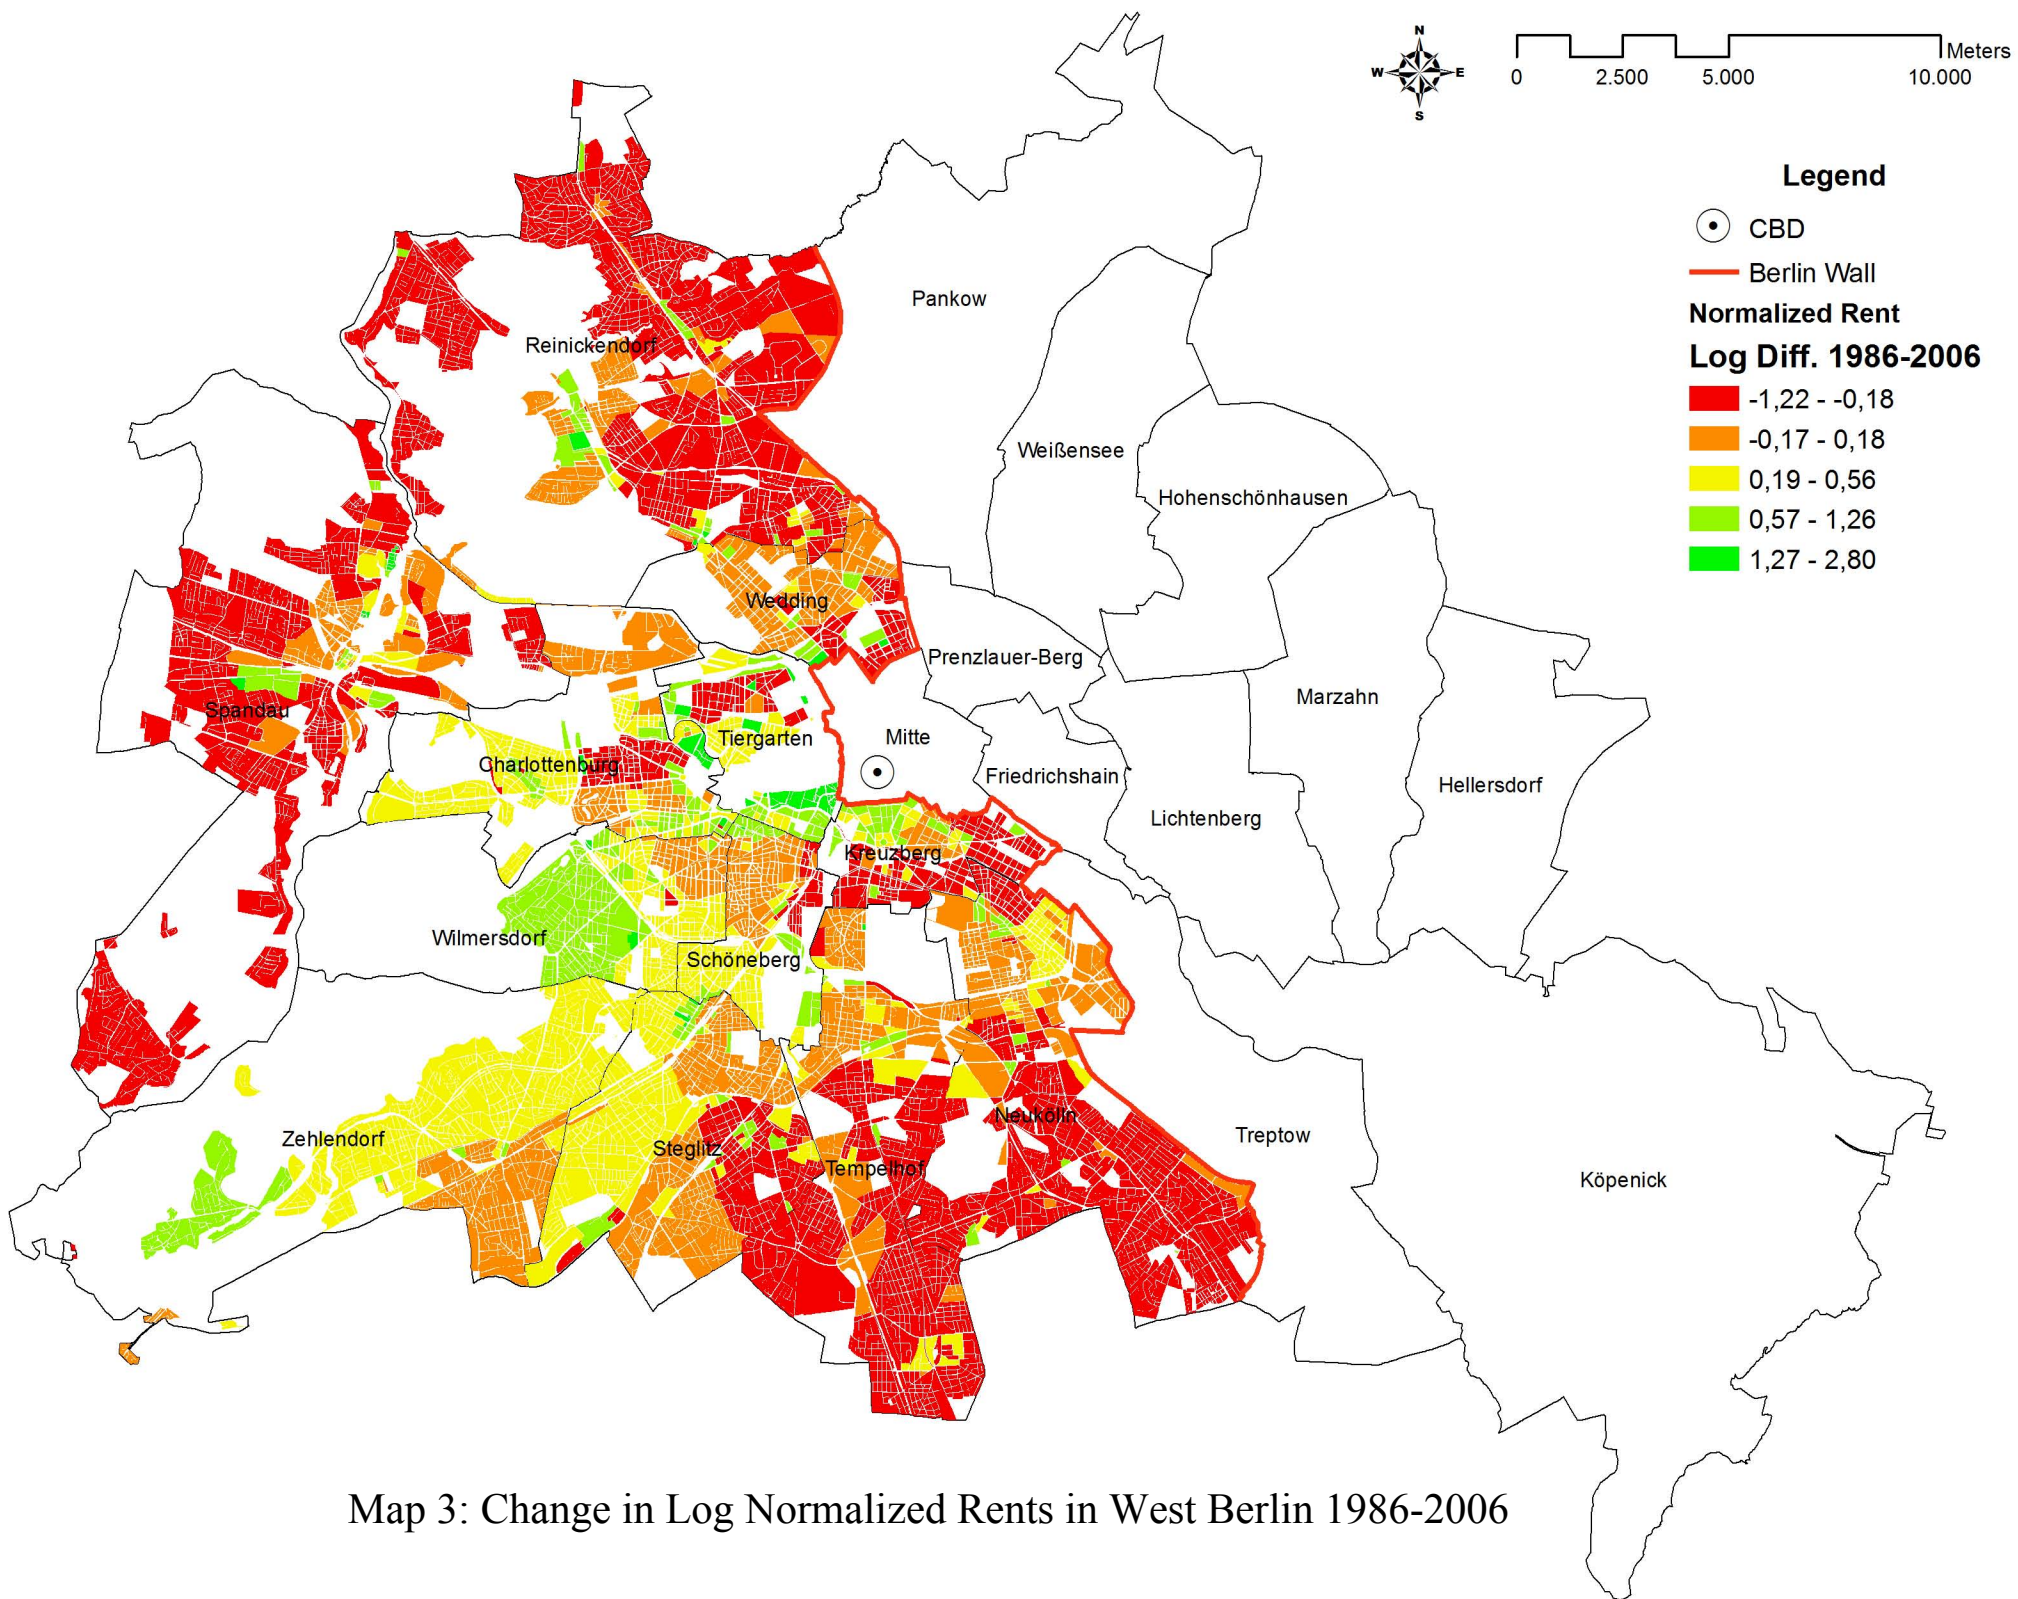 N
W E
S
Meters
0 2.500 5.000 10.000
Legend
CBD
Berlin Wall
Normalized Rent
Log Diff. 1986-2006
-1,22 - -0,18
-0,17 - 0,18
0,19 - 0,56
0,57 - 1,26
1,27 - 2,80
Pankow
Reinickendorf
Weißensee
Hohenschönhausen
Wedding
Prenzlauer-Berg
Marzahn
Spandau
Tiergarten
Mitte
Charlottenburg
Friedrichshain
Hellersdorf
Lichtenberg
Kreuzberg
Wilmersdorf
Schöneberg
Neukölln
Zehlendorf
Treptow
Steglitz
Tempelhof
Köpenick
Map 3: Change in Log Normalized Rents in West Berlin 1986-2006